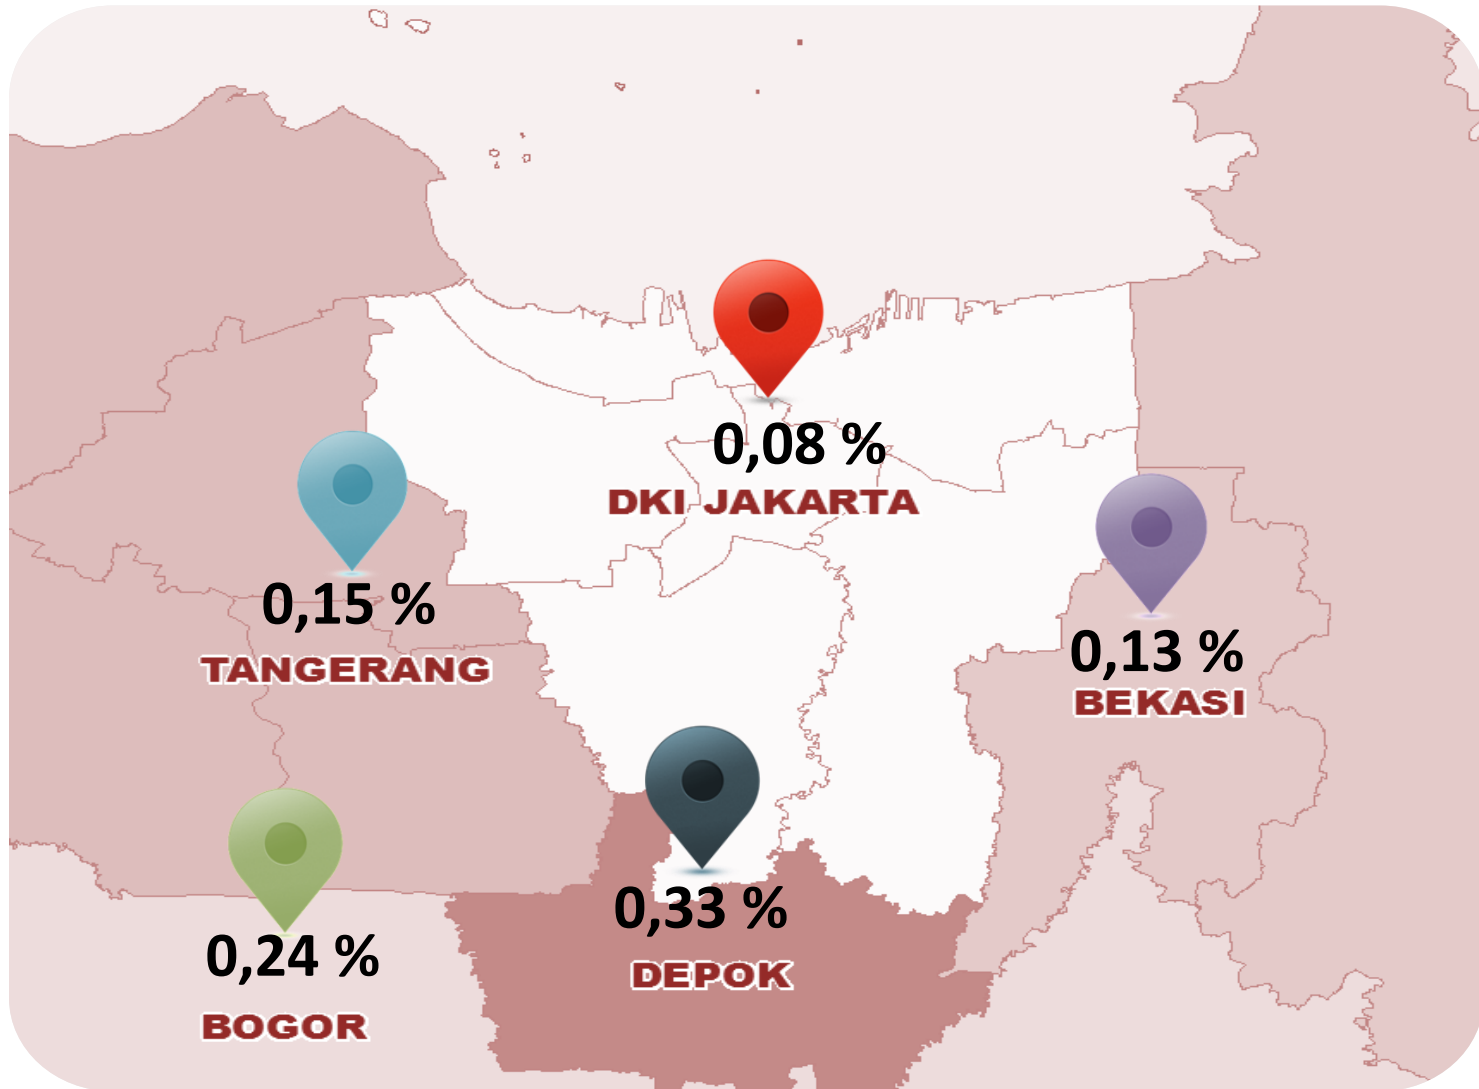 0,08 %
DKI JAKARTA
0,15 %
TANGERANG
0,13 %
BEKASI
0,33 %
DEPOK
0,24 %
BOGOR